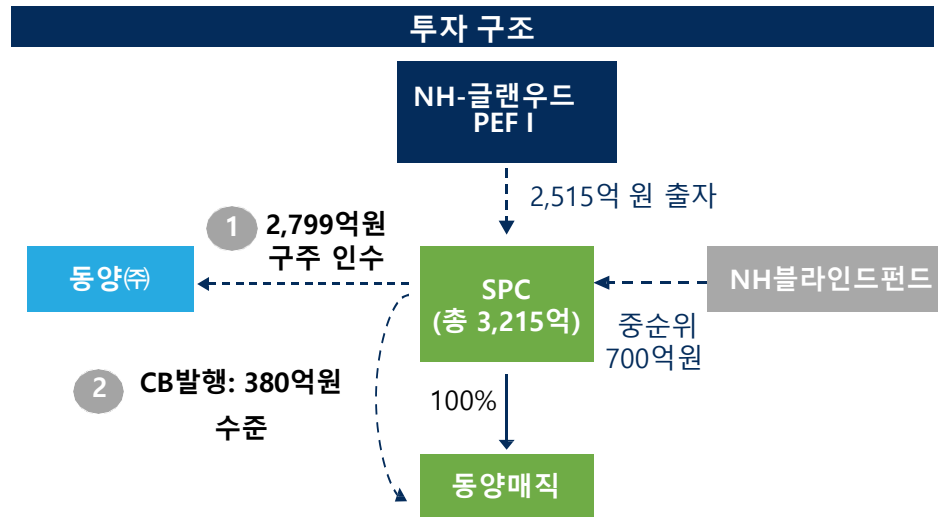 투자 구조
NH-글랜우드
PEF I
2,515억 원 출자
1
2,799억원
구주 인수
동양㈜
SPC
(총 3,215억)
NH블라인드펀드
중순위
700억원
2
CB발행: 380억원
수준
100%
동양매직